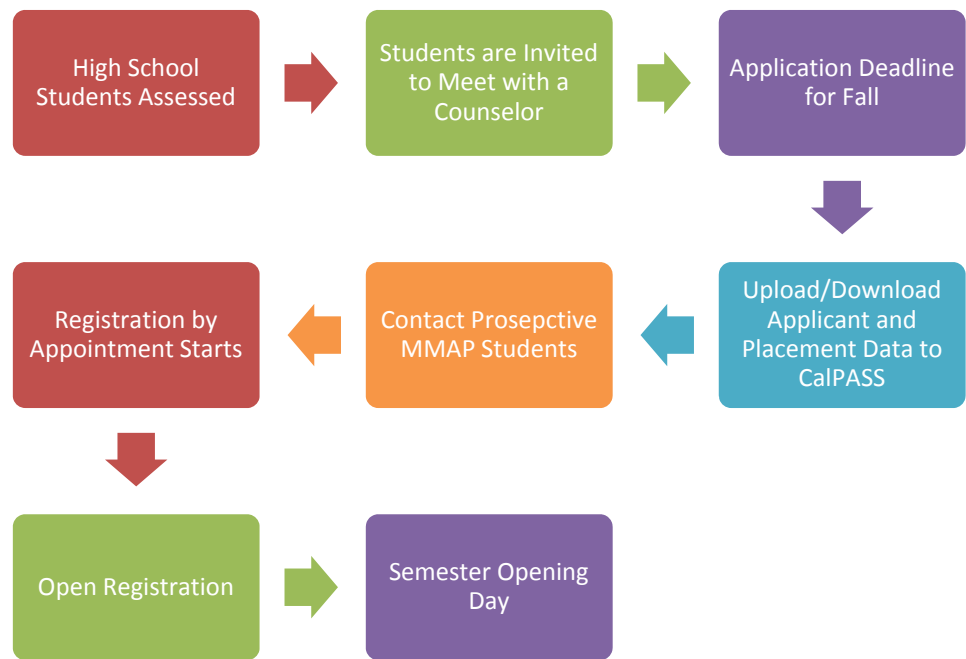 High School
Students Assessed
Students are Invited
to Meet with a
Counselor
Application Deadline
for Fall
Upload/Download
Applicant and
Placement Data to
CalPASS
Contact Prosepctive
MMAP Students
Registration by
Appointment Starts
Open Registration
Semester Opening
Day